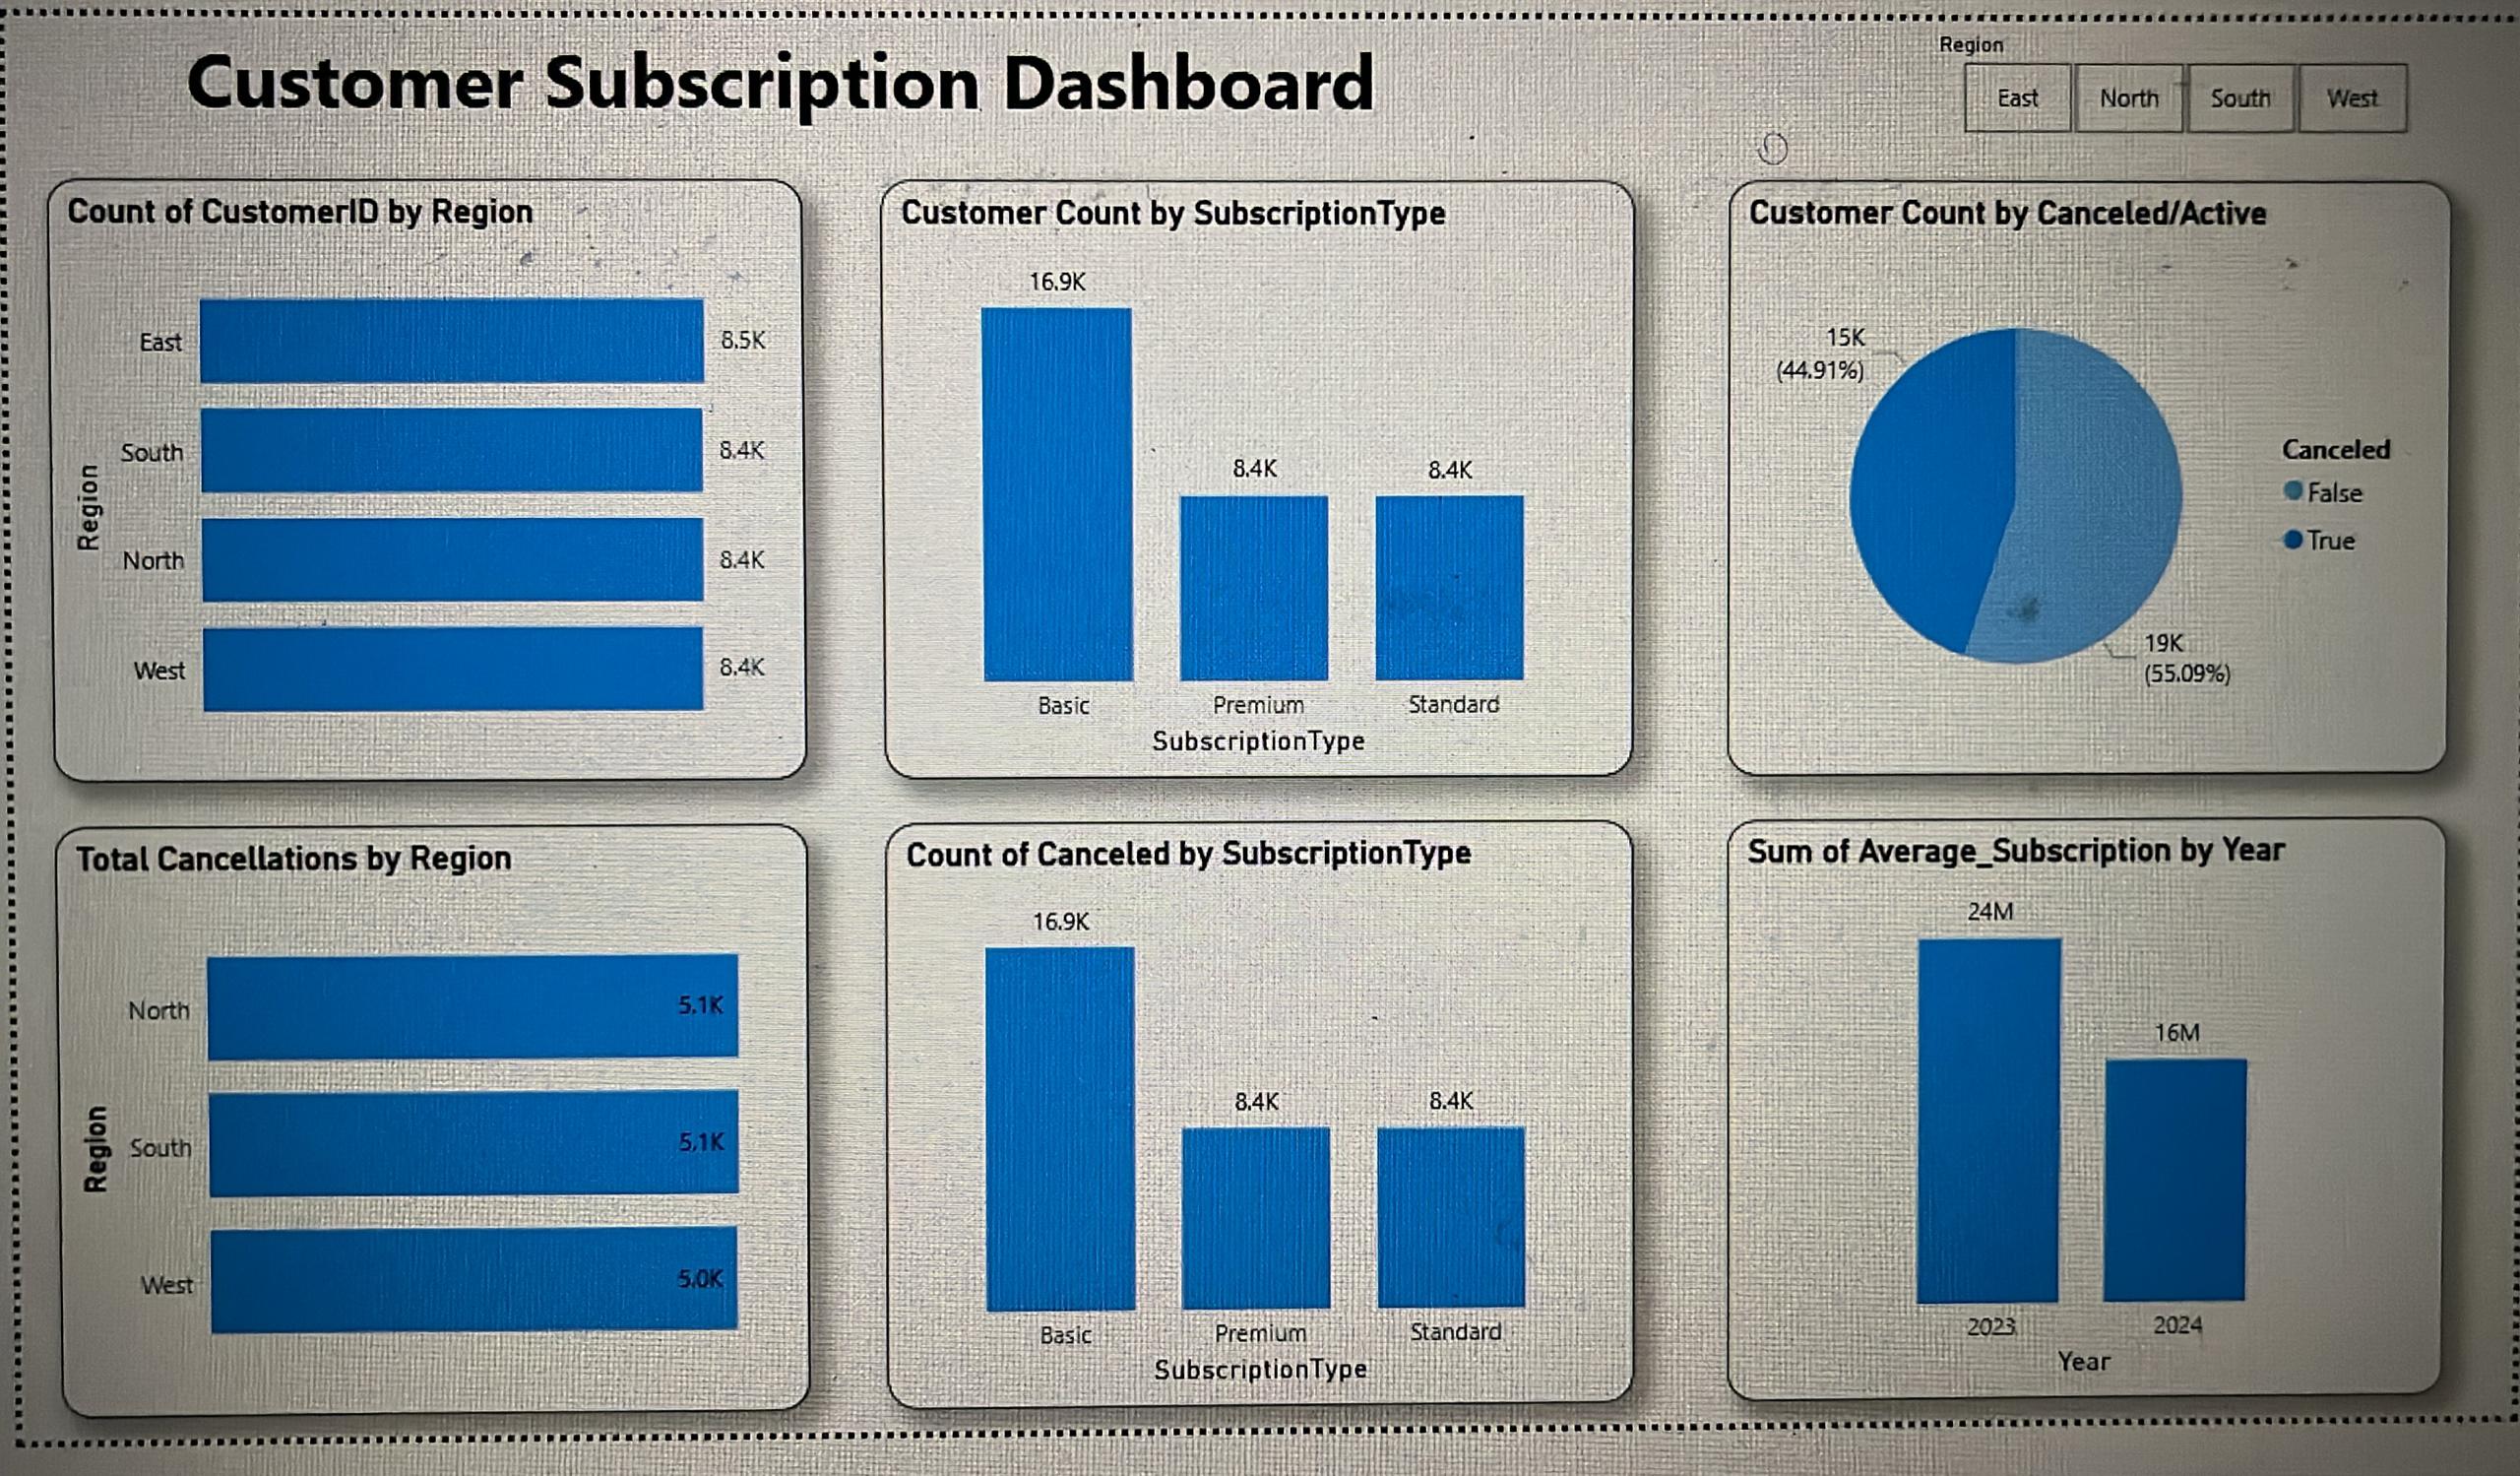 Customer Subscription Dashboard
Region
East North South West
Count of CustomerID by Region
Region
East 8.5K
South 8.4K
North 8.4K
West 8.4K
Customer Count by SubscriptionType
16.9K
8.4K 8.4K
Basic Premium Standard
SubscriptionType
Customer Count by Canceled/Active
15K
(44.91%)
19K
(55.09%)
Canceled
False
True
Total Cancellations by Region
Region
North 5.1K
South 5.1K
West 5.0K
Count of Canceled by SubscriptionType
16.9K
8.4K 8.4K
Basic Premium Standard
SubscriptionType
Sum of Average_Subscription by Year
24M
16M
2023 2024
Year